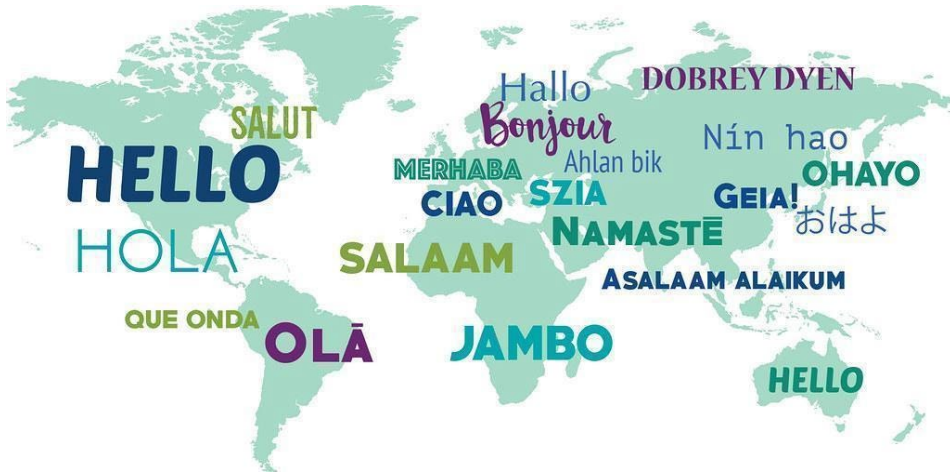 Hallo
DOBREY DYEN
SALUT
Bonjour
Nín hao
HELLO
MERHABA
Ahlan bik
OHAYO
CIAO
SZIA
GEIA!
おはよ
HOLA
NAMASTĒ
SALAAM
ASALAAM ALAIKUM
QUE ONDA
OLĀ
JAMBO
HELLO